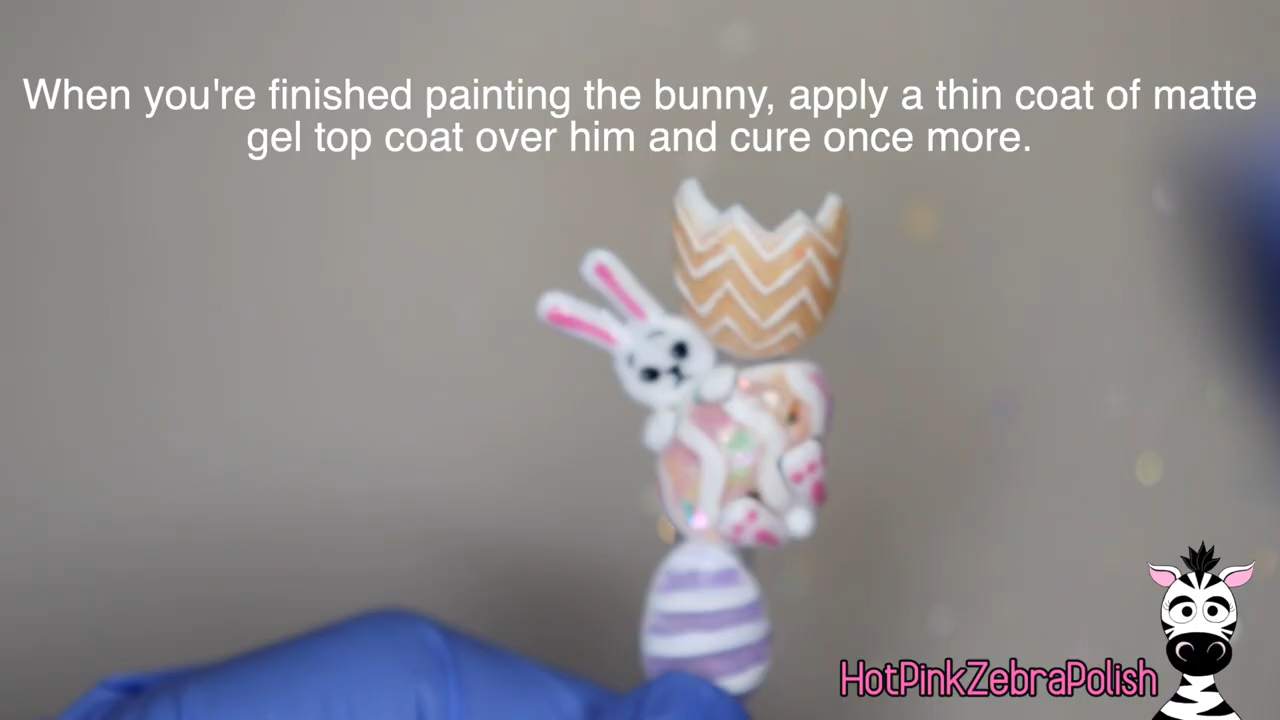 When you're finished painting the bunny, apply a thin coat of matte
gel top coat over him and cure once more.
HotPinkZebraPolish